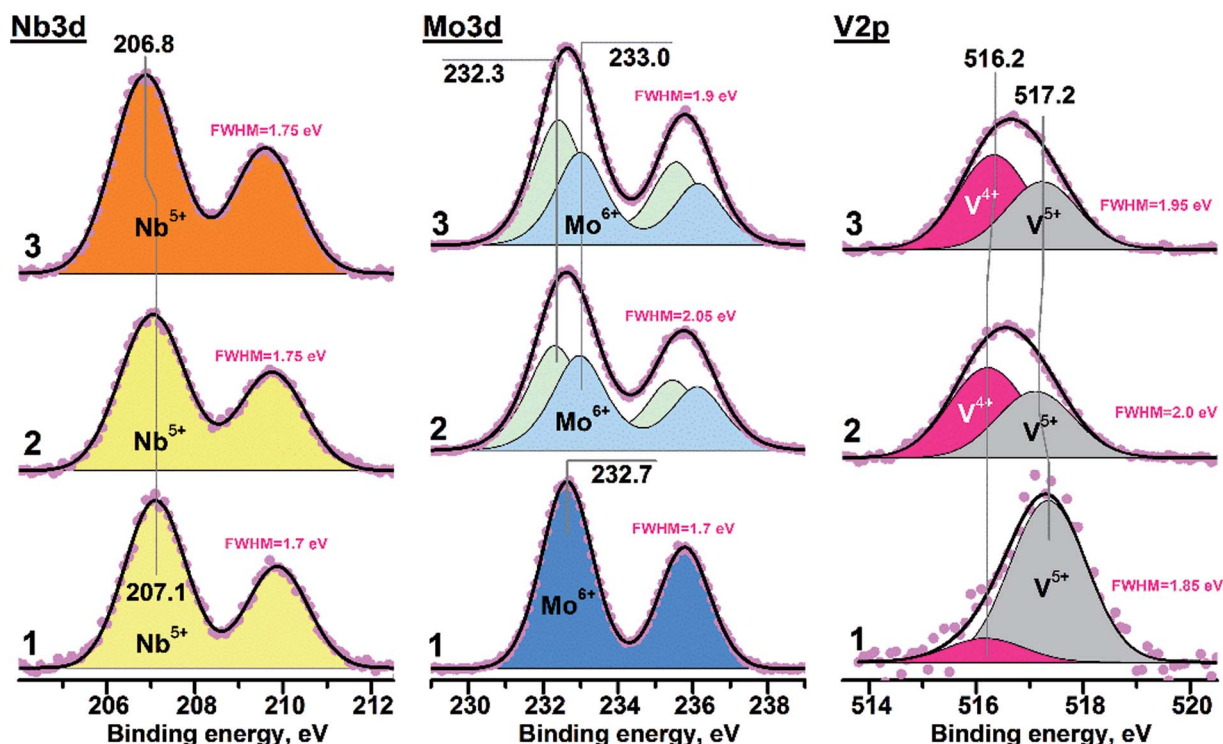 Nb3d
206.8
FWHM=1.75 eV
Nb5+
3
FWHM=1.75 eV
Nb5+
2
FWHM=1.7 eV
207.1
Nb5+
1
206 208 210 212
Binding energy, eV
Mo3d
233.0
232.3
FWHM=1.9 eV
3
Mo6+
FWHM=2.05 eV
2
Mo6+
232.7
FWHM=1.7 eV
Mo6+
1
230 232 234 236 238
Binding energy, eV
V2p
516.2
517.2
V4+
FWHM=1.95 eV
V5+
3
V4+
FWHM=2.0 eV
V5+
2
V5+
FWHM=1.85 eV
1
514 516 518 520
Binding energy, eV